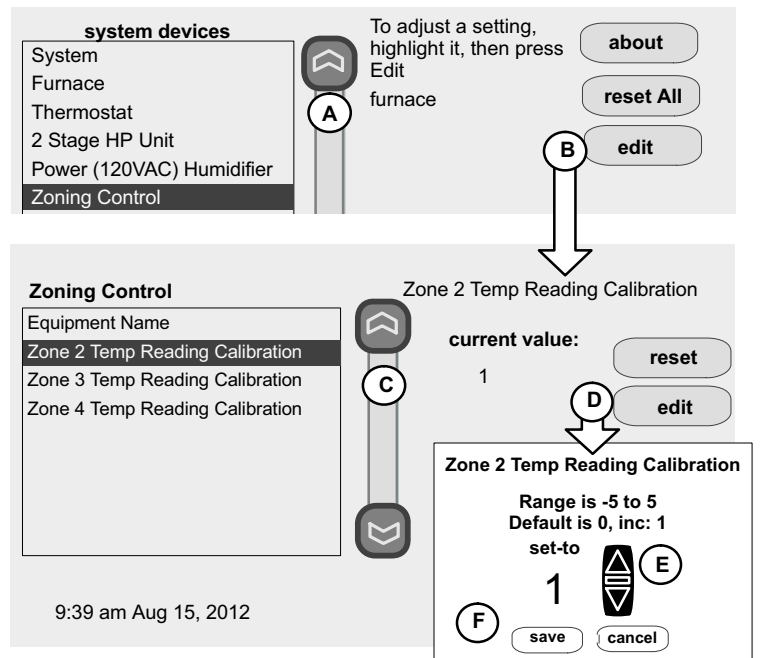 system devices
System
Furnace
Thermostat
2 Stage HP Unit
Power (120VAC) Humidifier
Zoning Control
A
To adjust a setting,
highlight it, then press
Edit
furnace
about
reset All
B
edit
Zoning Control
Equipment Name
Zone 2 Temp Reading Calibration
Zone 3 Temp Reading Calibration
Zone 4 Temp Reading Calibration
C
Zone 2 Temp Reading Calibration
current value:
1
reset
D
edit
Zone 2 Temp Reading Calibration
Range is -5 to 5
Default is 0, inc: 1
set-to
1
E
F
save
cancel
9:39 am Aug 15, 2012